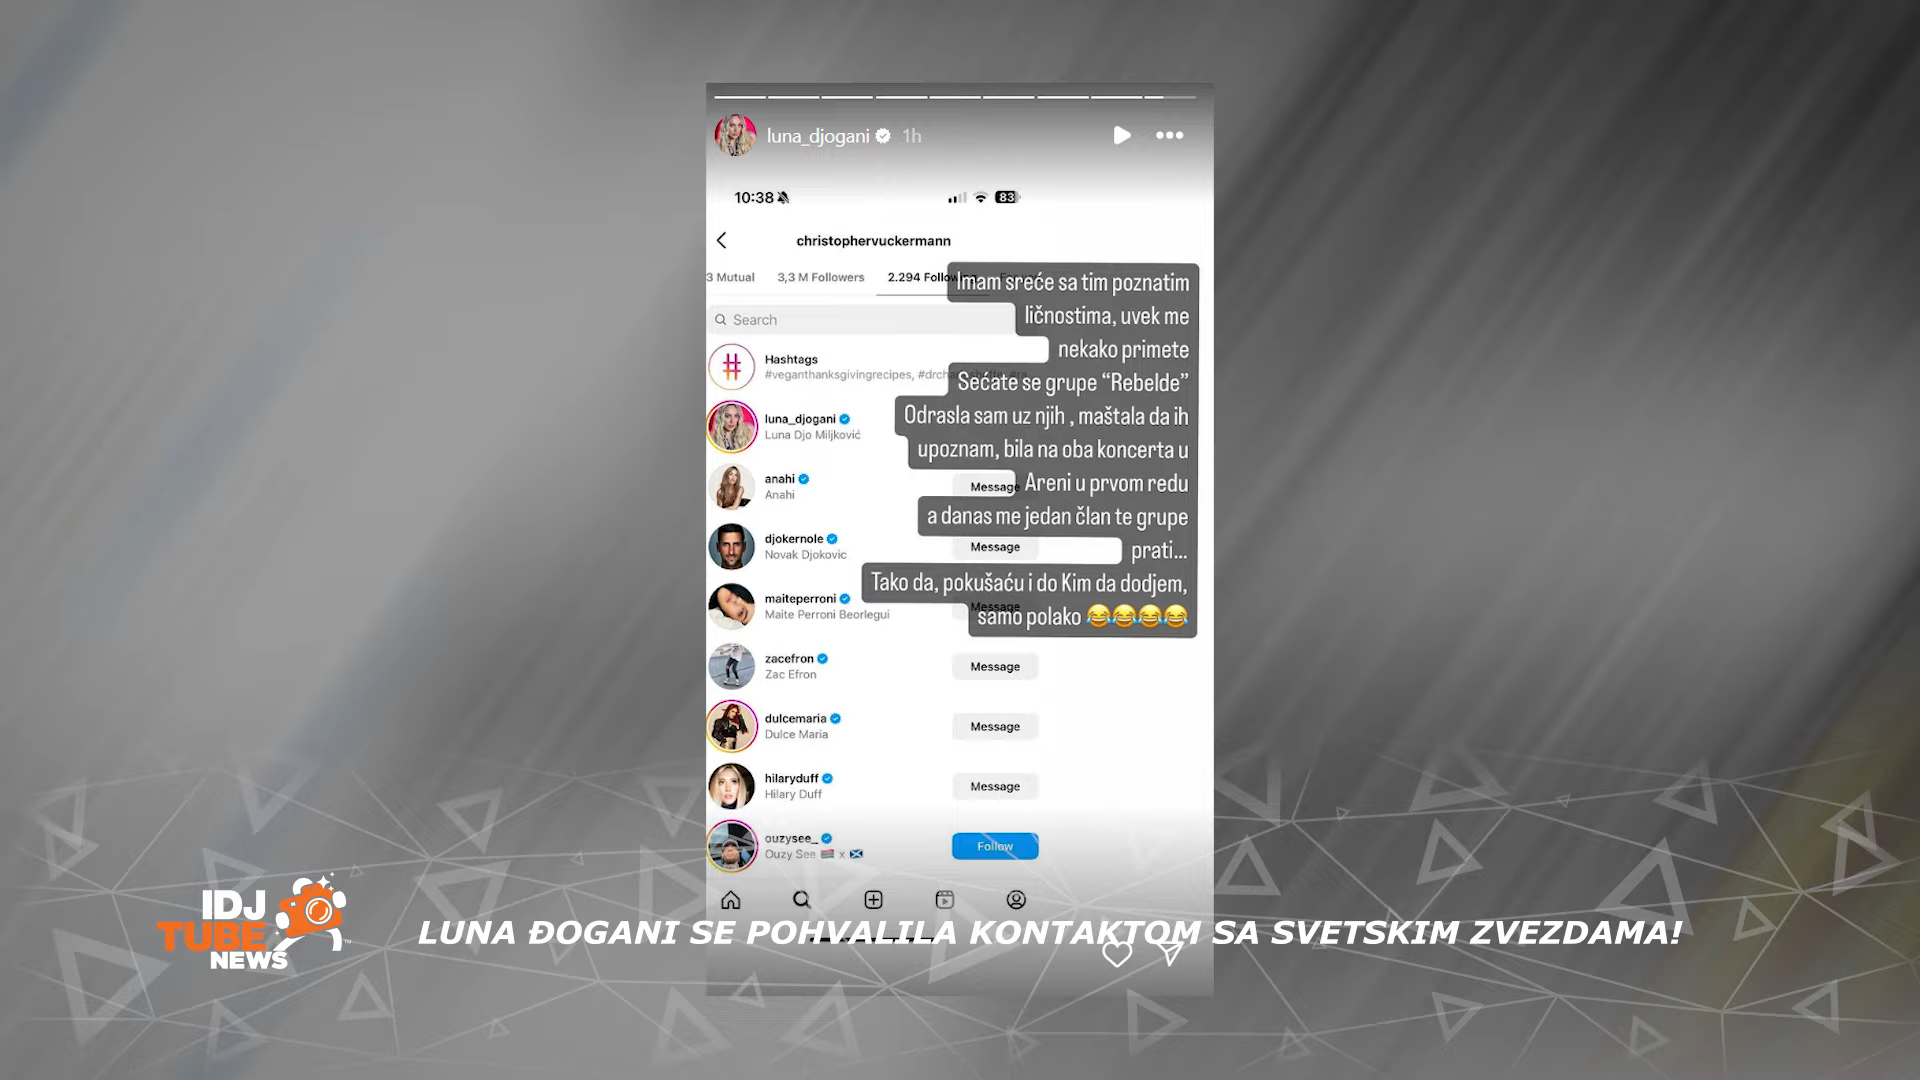 luna_djogani 1h
10:38
83
christophervuckermann
3 Mutual 3,3 M Followers 2.294 Following
Search
Hashtags
luna_djogani
Luna Djo Miljković
anahi
Anahi
Message
djokernole
Novak Djokovic
Message
maiteperroni
Maite Perroni Beorlegui
Message
zacefron
Zac Efron
Message
dulcemaria
Dulce Maria
Message
hilaryduff
Hilary Duff
Message
ouzysee_
Ouzy See x
Follow
Imam sreće sa tim poznatim
ličnostima, uvek me
nekako primete
Sećate se grupe “Rebelde”
Odrasla sam uz njih , maštala da ih
upoznam, bila na oba koncerta u
Areni u prvom redu
a danas me jedan član te grupe
prati...
Tako da, pokušaću i do Kim da dodjem,
samo polako 😂😂😂😂
IDJ
TUBE
NEWS
LUNA ĐOGANI SE POHVALILA KONTAKTOM SA SVETSKIM ZVEZDAMA!